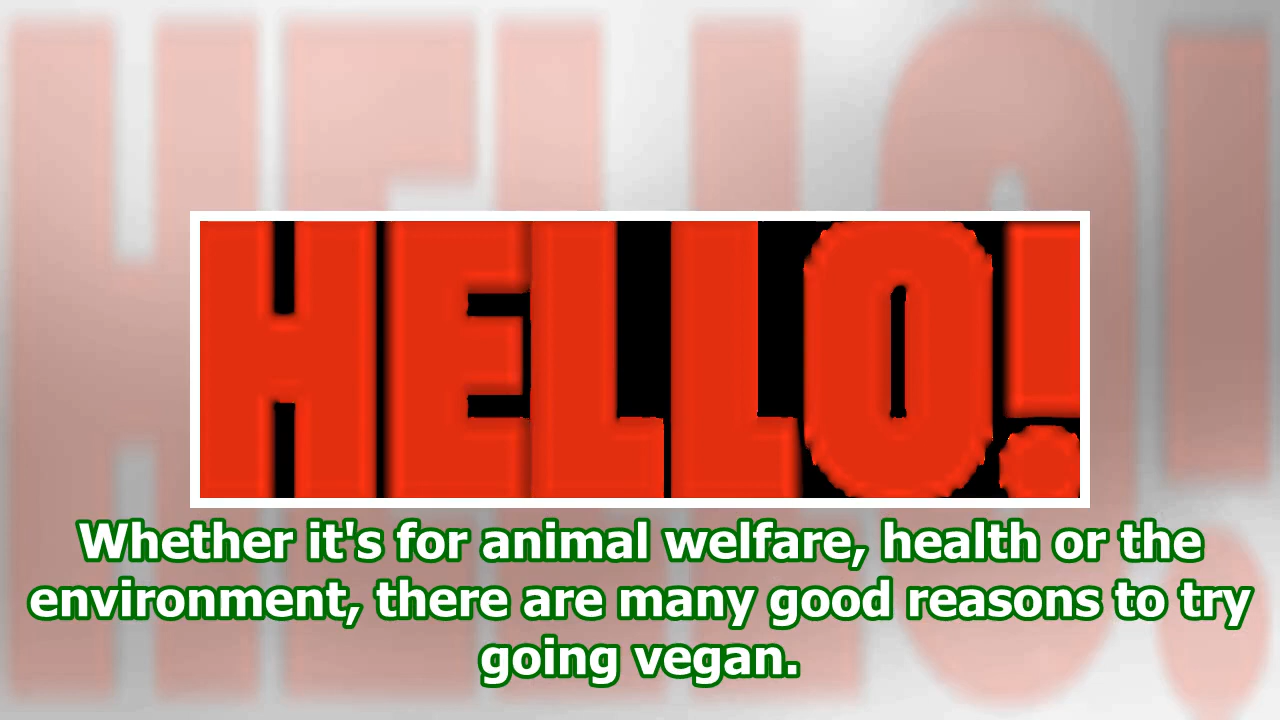 HELLO!
Whether it's for animal welfare, health or the
environment, there are many good reasons to try
going vegan.